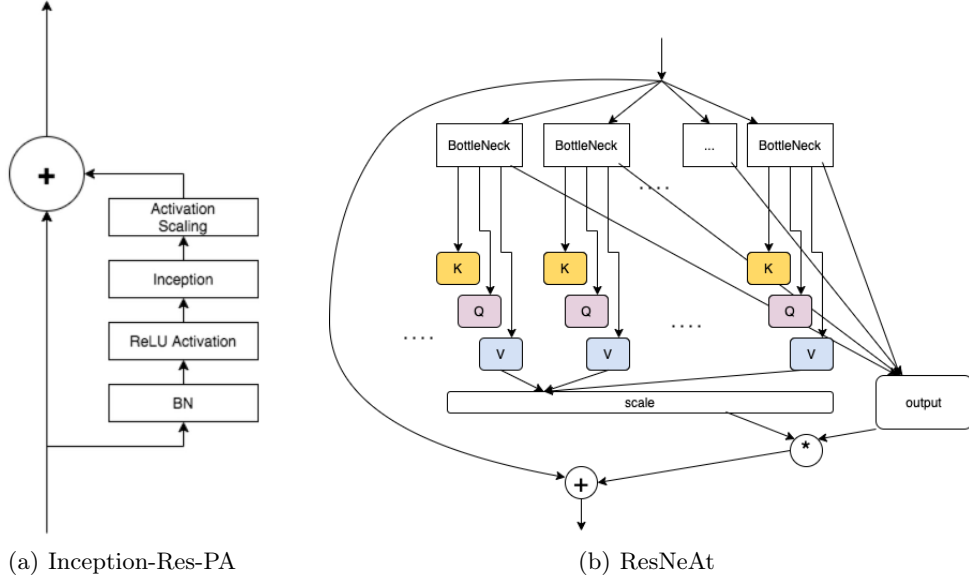 +
Activation
Scaling
Inception
ReLU Activation
BN
(a) Inception-Res-PA
BottleNeck BottleNeck ... BottleNeck
....
K K K
Q Q Q
.... ....
V V V
scale output
*
+
(b) ResNeAt